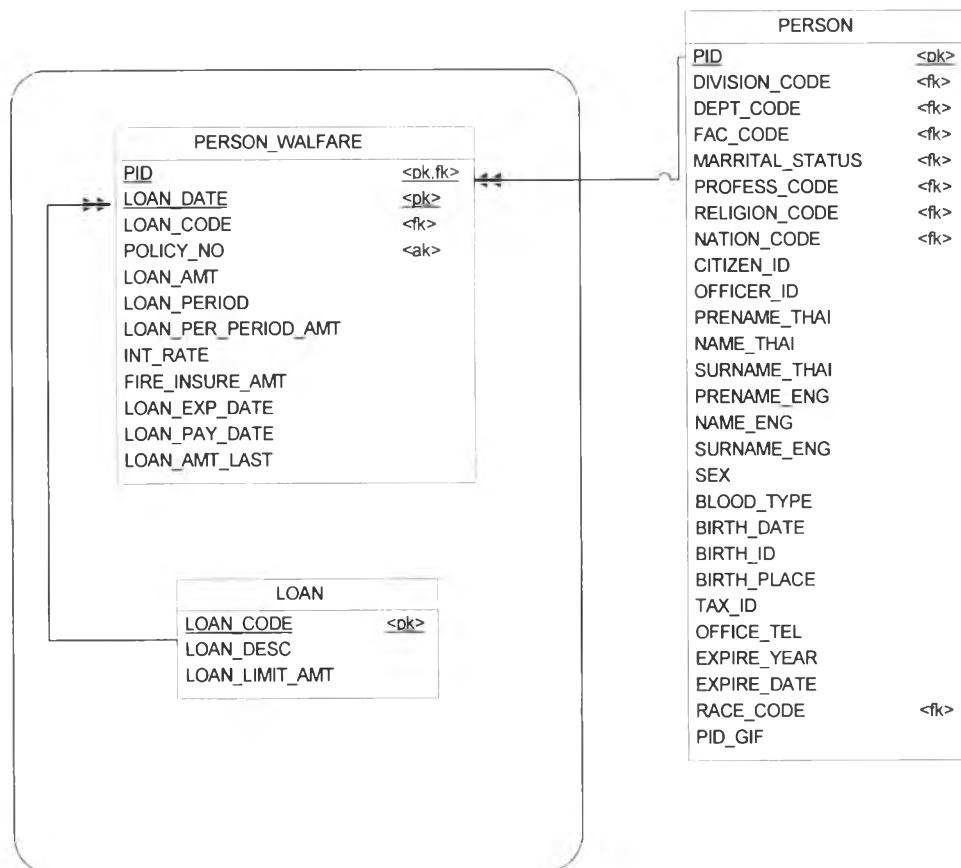 PERSON
PID <pk>
DIVISION_CODE <fk>
DEPT_CODE <fk>
FAC_CODE <fk>
MARRITAL_STATUS <fk>
PROFESS_CODE <fk>
RELIGION_CODE <fk>
NATION_CODE <fk>
CITIZEN_ID
OFFICER_ID
PRENAME_THAI
NAME_THAI
SURNAME_THAI
PRENAME_ENG
NAME_ENG
SURNAME_ENG
SEX
BLOOD_TYPE
BIRTH_DATE
BIRTH_ID
BIRTH_PLACE
TAX_ID
OFFICE_TEL
EXPIRE_YEAR
EXPIRE_DATE
RACE_CODE <fk>
PID_GIF
PERSON_WALFARE
PID <pk,fk>
LOAN_DATE <pk>
LOAN_CODE <fk>
POLICY_NO <ak>
LOAN_AMT
LOAN_PERIOD
LOAN_PER_PERIOD_AMT
INT_RATE
FIRE_INSURE_AMT
LOAN_EXP_DATE
LOAN_PAY_DATE
LOAN_AMT_LAST
LOAN
LOAN_CODE <pk>
LOAN_DESC
LOAN_LIMIT_AMT